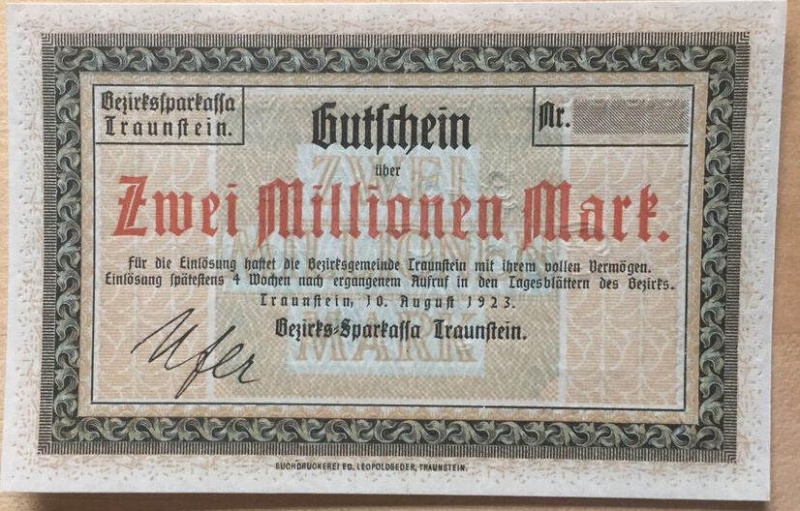 Bezirkssparkassa
Traunstein.
Gutschein
Nr.
über
Zwei Millionen Mark.
ZWEI
MILLIONEN
MARK
Für die Einlösung haftet die Bezirksgemeinde Traunstein mit ihrem vollen Vermögen.
Einlösung spätestens 4 Wochen nach ergangenem Aufruf in den Tagesblättern des Bezirks.
Traunstein, 10. August 1923.
Bezirks-Sparkassa Traunstein.
Ufer
BUCHDRUCKEREI ED. LEOPOLDSEDER, TRAUNSTEIN.